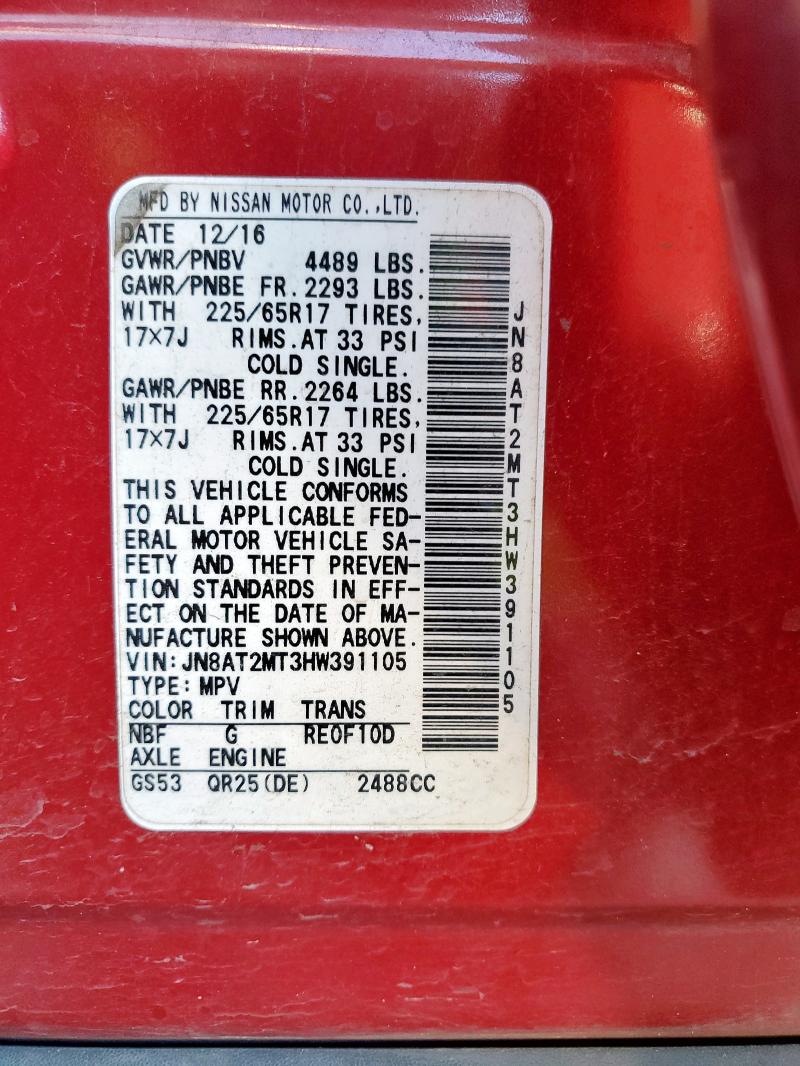 MFD BY NISSAN MOTOR CO.,LTD.
DATE 12/16
GVWR/PNBV 4489 LBS.
GAWR/PNBE FR.2293 LBS.
WITH 225/65R17 TIRES,
17×7J RIMS.AT 33 PSI
COLD SINGLE.
GAWR/PNBE RR.2264 LBS.
WITH 225/65R17 TIRES,
17×7J RIMS.AT 33 PSI
COLD SINGLE.
THIS VEHICLE CONFORMS
TO ALL APPLICABLE FED-
ERAL MOTOR VEHICLE SA-
FETY AND THEFT PREVEN-
TION STANDARDS IN EFF-
ECT ON THE DATE OF MA-
NUFACTURE SHOWN ABOVE.
VIN:JN8AT2MT3HW391105
TYPE:MPV
COLOR TRIM TRANS
NBF G RE0F10D
AXLE ENGINE
GS53 QR25(DE) 2488CC
JN8AT2MT3HW391105